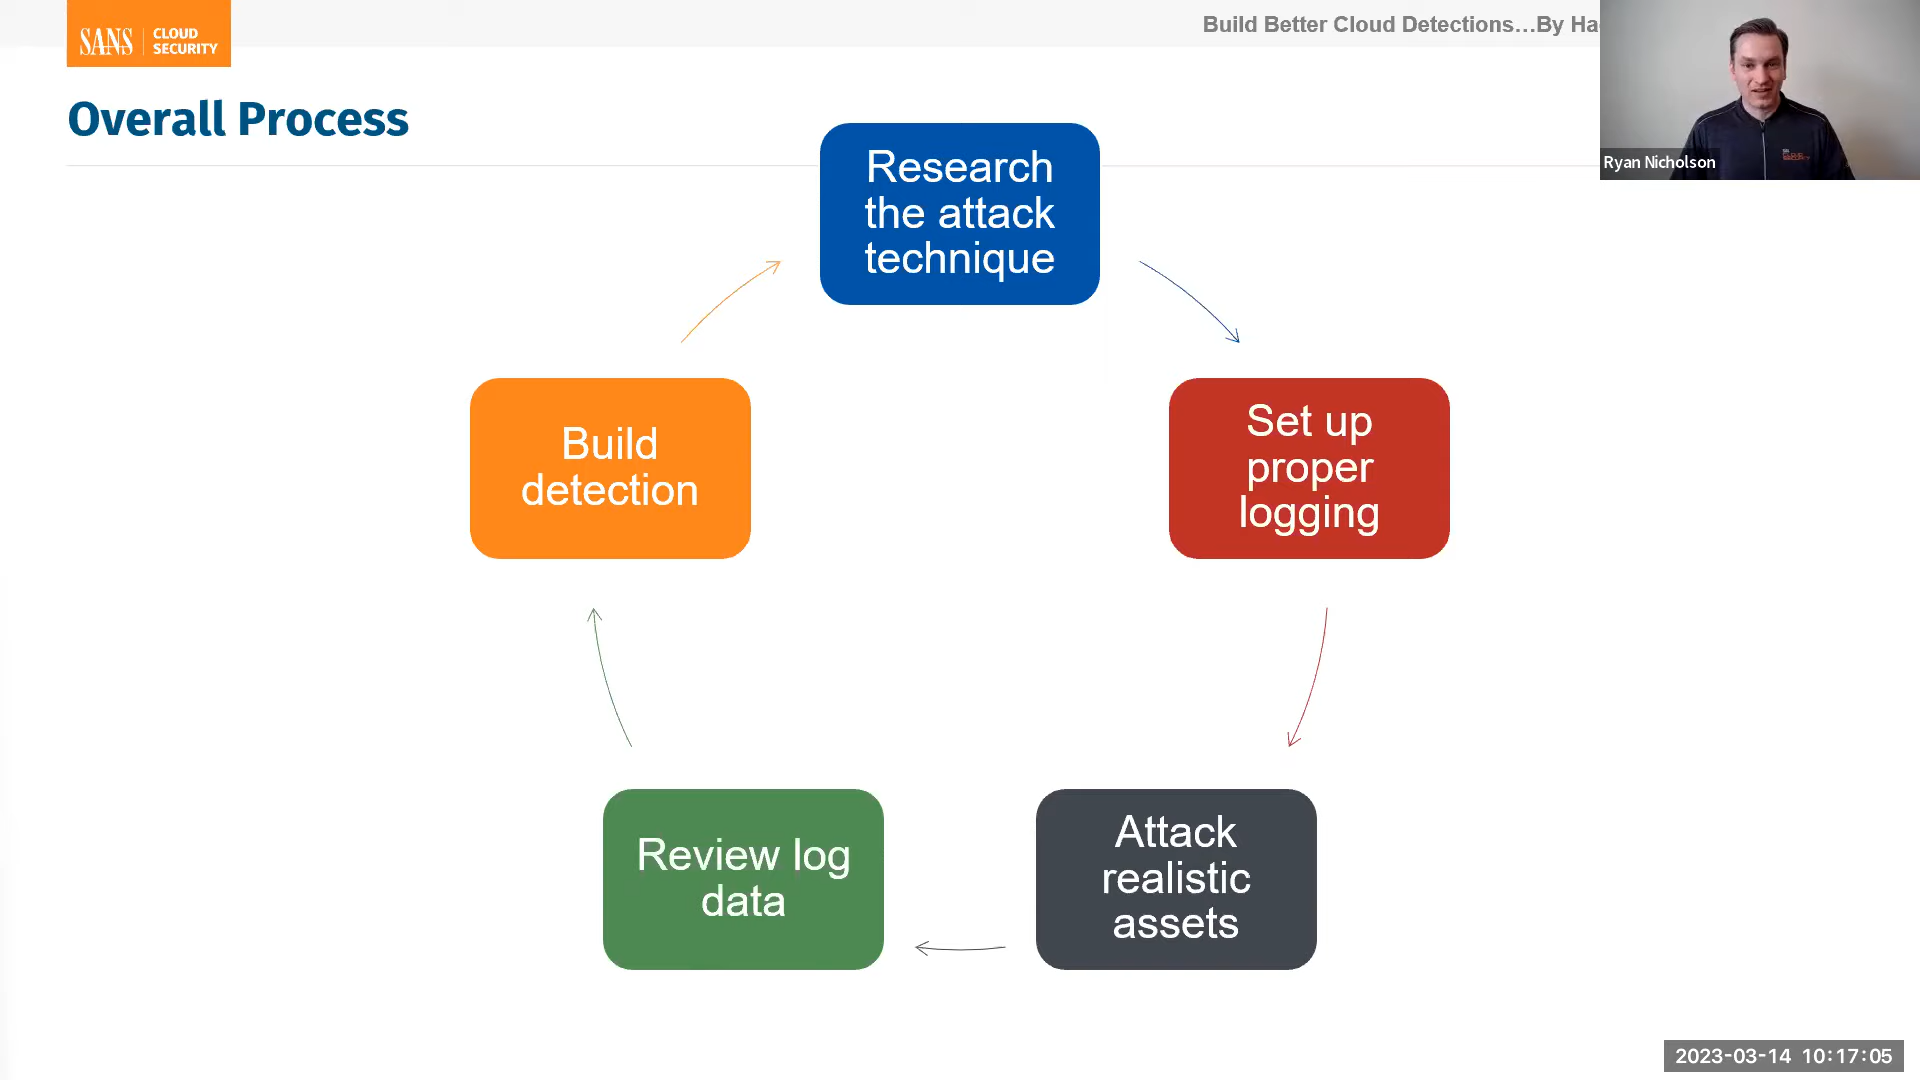 SANS
CLOUD
SECURITY
Build Better Cloud Detections…By Ha
Ryan Nicholson
Overall Process
Research
the attack
technique
Set up
proper
logging
Attack
realistic
assets
Review log
data
Build
detection
2023-03-14 10:17:05